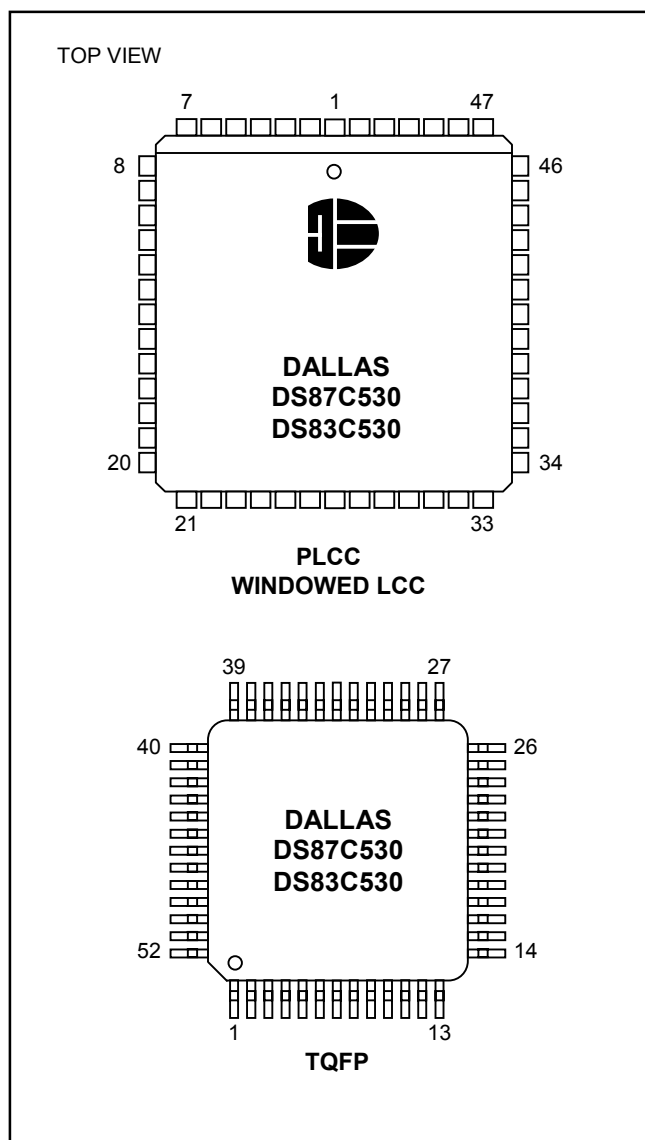 TOP VIEW
7 1 47
8 46
DALLAS
DS87C530
DS83C530
20 34
21 33
PLCC
WINDOWED LCC
39 27
40 26
DALLAS
DS87C530
DS83C530
52 14
1 13
TQFP